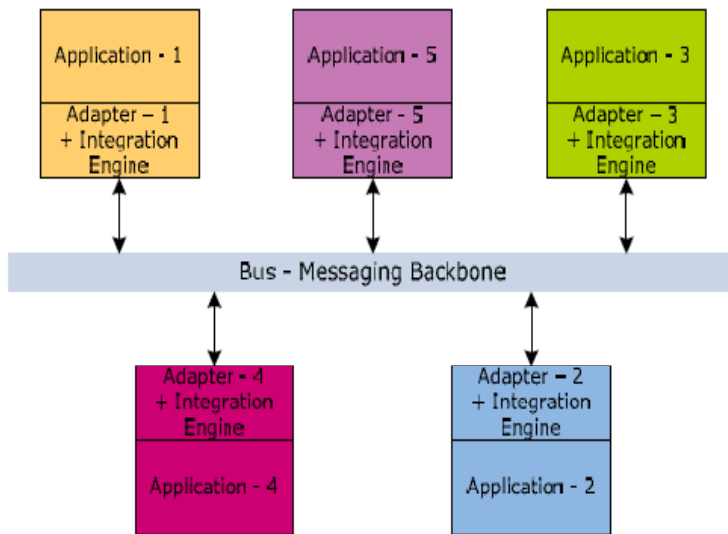 Application - 1
Adapter – 1
+ Integration
Engine
Application - 5
Adapter - 5
+ Integration
Engine
Application - 3
Adapter – 3
+ Integration
Engine
Bus - Messaging Backbone
Adapter - 4
+ Integration
Engine
Application - 4
Adapter – 2
+ Integration
Engine
Application - 2